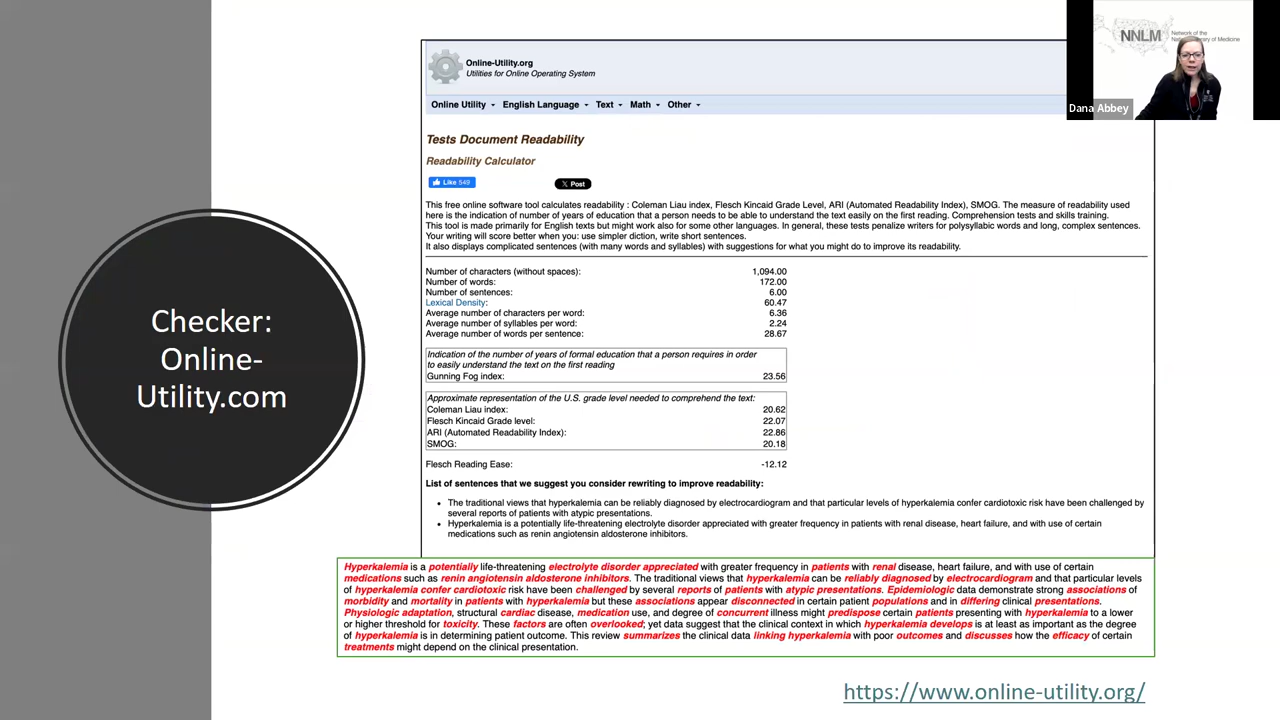 Checker:
Online-
Utility.com
Online-Utility.org
Utilities for Online Operating System
Online Utility English Language Text Math Other
Tests Document Readability
Readability Calculator
Like 549 X Post
This free online software tool calculates readability : Coleman Liau index, Flesch Kincaid Grade Level, ARI (Automated Readability Index), SMOG. The measure of readability used
here is the indication of number of years of education that a person needs to be able to understand the text easily on the first reading. Comprehension tests and skills training.
This tool is made primarily for English texts but might work also for some other languages. In general, these tests penalize writers for polysyllabic words and long, complex sentences.
Your writing will score better when you: use simpler diction, write short sentences.
It also displays complicated sentences (with many words and syllables) with suggestions for what you might do to improve its readability.
Number of characters (without spaces): 1,094.00
Number of words: 172.00
Number of sentences: 6.00
Lexical Density: 60.47
Average number of characters per word: 6.36
Average number of syllables per word: 2.24
Average number of words per sentence: 28.67
Indication of the number of years of formal education that a person requires in order
to easily understand the text on the first reading
Gunning Fog index: 23.56
Approximate representation of the U.S. grade level needed to comprehend the text:
Coleman Liau index: 20.62
Flesch Kincaid Grade level: 22.07
ARI (Automated Readability Index): 22.86
SMOG: 20.18
Flesch Reading Ease: -12.12
List of sentences that we suggest you consider rewriting to improve readability:
• The traditional views that hyperkalemia can be reliably diagnosed by electrocardiogram and that particular levels of hyperkalemia confer cardiotoxic risk have been challenged by
several reports of patients with atypic presentations.
• Hyperkalemia is a potentially life-threatening electrolyte disorder appreciated with greater frequency in patients with renal disease, heart failure, and with use of certain
medications such as renin angiotensin aldosterone inhibitors.
Hyperkalemia is a potentially life-threatening electrolyte disorder appreciated with greater frequency in patients with renal disease, heart failure, and with use of certain
medications such as renin angiotensin aldosterone inhibitors. The traditional views that hyperkalemia can be reliably diagnosed by electrocardiogram and that particular levels
of hyperkalemia confer cardiotoxic risk have been challenged by several reports of patients with atypic presentations. Epidemiologic data demonstrate strong associations of
morbidity and mortality in patients with hyperkalemia but these associations appear disconnected in certain patient populations and in differing clinical presentations.
Physiologic adaptation, structural cardiac disease, medication use, and degree of concurrent illness might predispose certain patients presenting with hyperkalemia to a lower
or higher threshold for toxicity. These factors are often overlooked; yet data suggest that the clinical context in which hyperkalemia develops is at least as important as the degree
of hyperkalemia is in determining patient outcome. This review summarizes the clinical data linking hyperkalemia with poor outcomes and discusses how the efficacy of certain
treatments might depend on the clinical presentation.
https://www.online-utility.org/
NNLM
Network of the
of Medicine
Dana Abbey